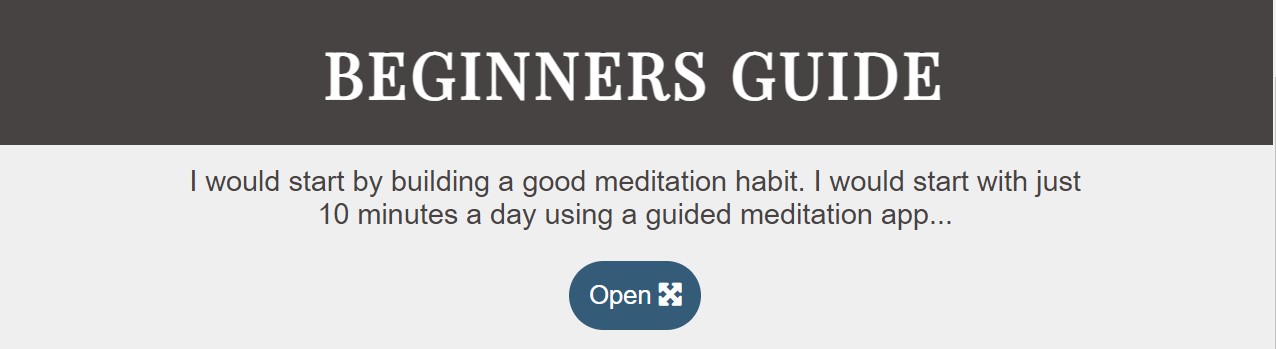 BEGINNERS GUIDE
I would start by building a good meditation habit. I would start with just
10 minutes a day using a guided meditation app...
Open